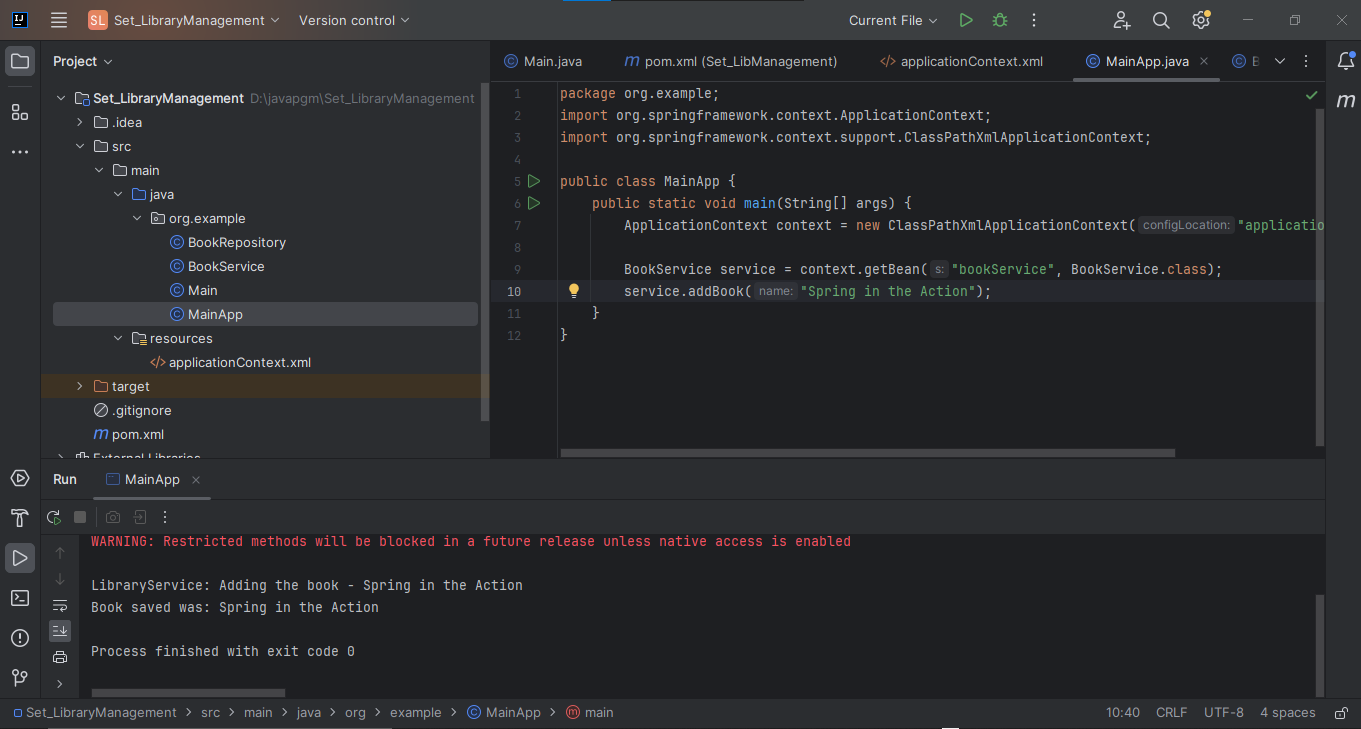 SL Set_LibraryManagement Version control Current File
Project
Main.java pom.xml (Set_LibManagement) applicationContext.xml MainApp.java B
Set_LibraryManagement D:\javapgm\Set_LibraryManagement
.idea
src
main
java
org.example
BookRepository
BookService
Main
MainApp
resources
applicationContext.xml
target
.gitignore
pom.xml
External Libraries
1 package org.example;
2 import org.springframework.context.ApplicationContext;
3 import org.springframework.context.support.ClassPathXmlApplicationContext;
4
5 public class MainApp {
6 public static void main(String[] args) {
7 ApplicationContext context = new ClassPathXmlApplicationContext( configLocation: "applicatio
8
9 BookService service = context.getBean( s: "bookService", BookService.class);
10 service.addBook( name: "Spring in the Action");
11 }
12 }
Run MainApp
WARNING: Restricted methods will be blocked in a future release unless native access is enabled
LibraryService: Adding the book - Spring in the Action
Book saved was: Spring in the Action
Process finished with exit code 0
Set_LibraryManagement > src > main > java > org > example > MainApp > main 10:40 CRLF UTF-8 4 spaces